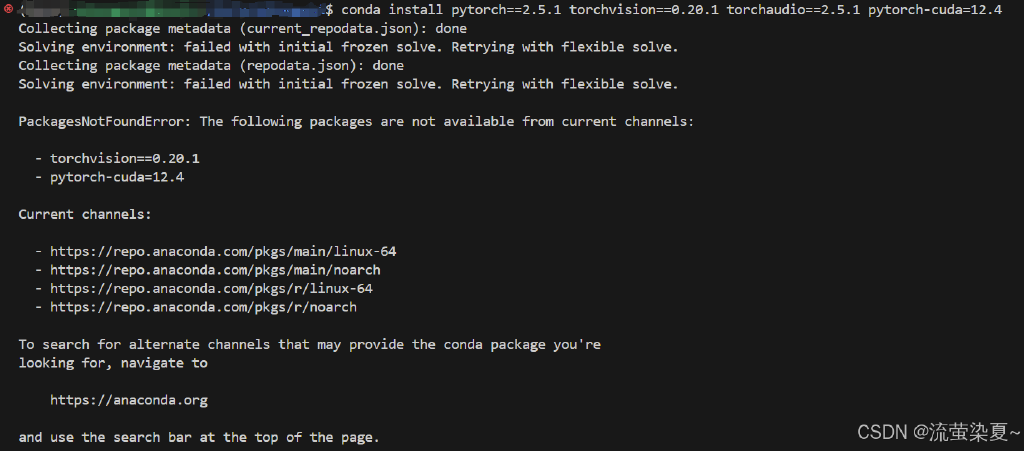 $ conda install pytorch==2.5.1 torchvision==0.20.1 torchaudio==2.5.1 pytorch-cuda=12.4
Collecting package metadata (current_repodata.json): done
Solving environment: failed with initial frozen solve. Retrying with flexible solve.
Collecting package metadata (repodata.json): done
Solving environment: failed with initial frozen solve. Retrying with flexible solve.
PackagesNotFoundError: The following packages are not available from current channels:
- torchvision==0.20.1
- pytorch-cuda=12.4
Current channels:
- https://repo.anaconda.com/pkgs/main/linux-64
- https://repo.anaconda.com/pkgs/main/noarch
- https://repo.anaconda.com/pkgs/r/linux-64
- https://repo.anaconda.com/pkgs/r/noarch
To search for alternate channels that may provide the conda package you're
looking for, navigate to
https://anaconda.org
and use the search bar at the top of the page.
CSDN @流萤染夏~